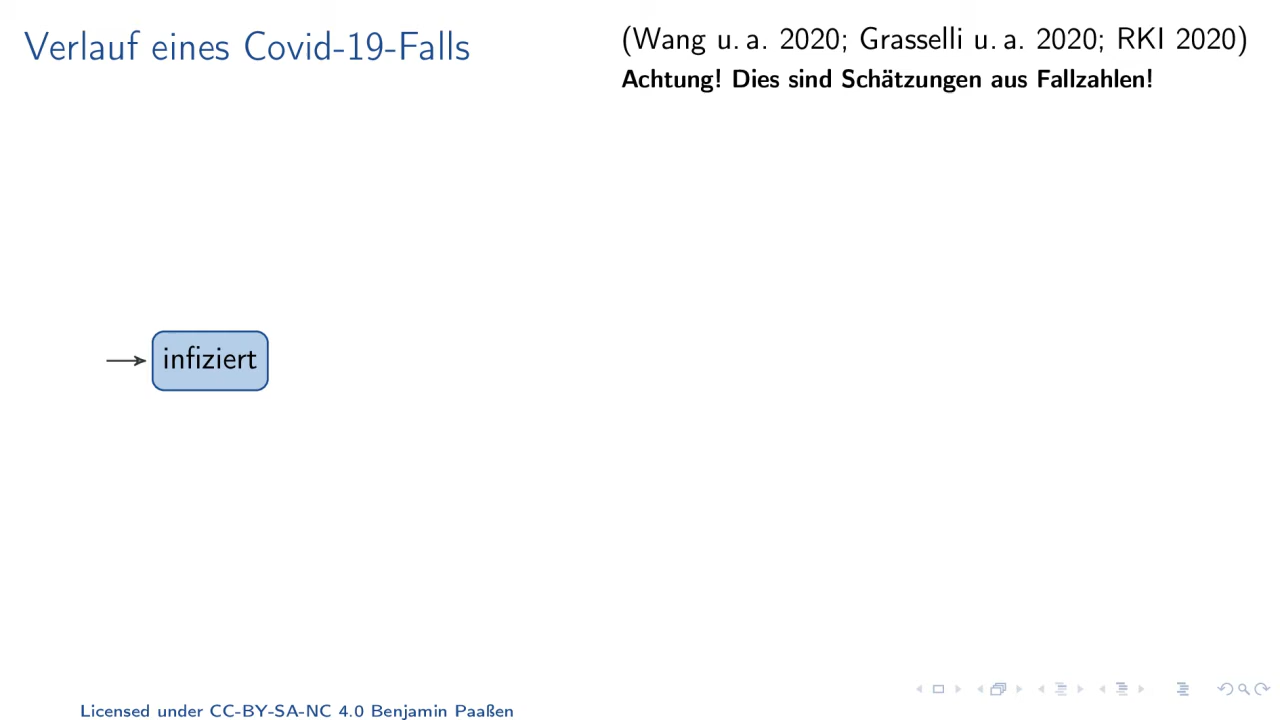 Verlauf eines Covid-19-Falls
(Wang u. a. 2020; Grasselli u. a. 2020; RKI 2020)
Achtung! Dies sind Schätzungen aus Fallzahlen!
infiziert
Licensed under CC-BY-SA-NC 4.0 Benjamin Paaßen